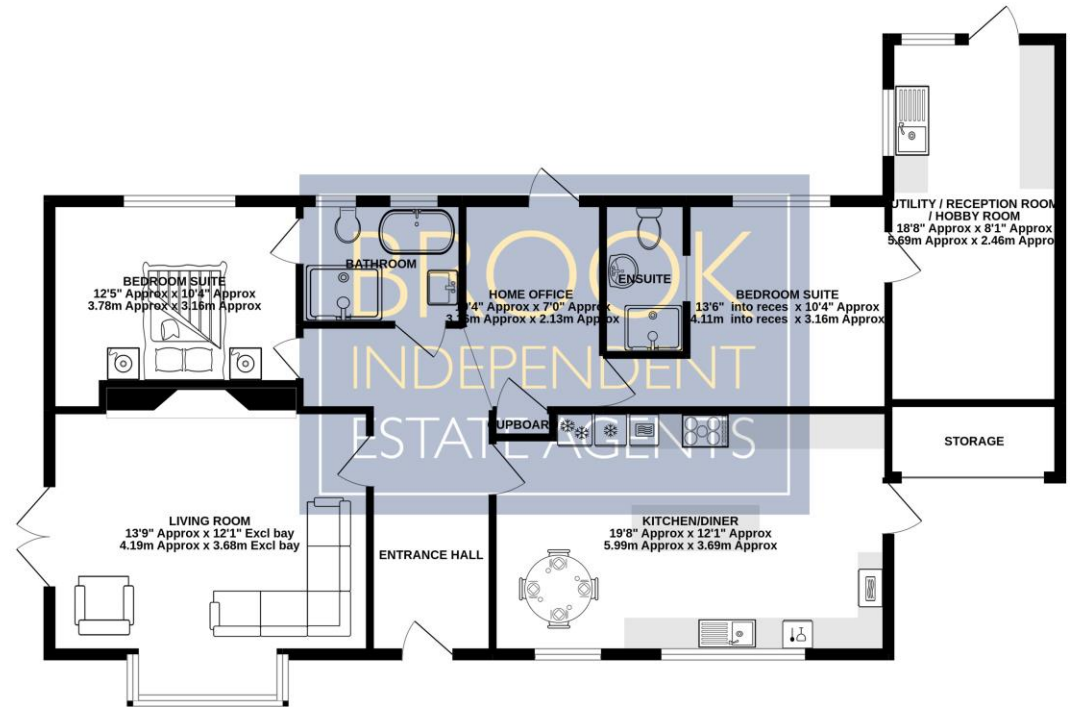 UTILITY / RECEPTION ROOM
/ HOBBY ROOM
18'8" Approx x 8'1" Approx
5.69m Approx x 2.46m Approx
BROOK
INDEPENDENT
ESTATE AGENTS
BATHROOM
BEDROOM SUITE
12'5" Approx x 10'4" Approx
3.78m Approx x 3.16m Approx
HOME OFFICE
Approx x 7'0" Approx
Approx x 2.13m Approx
ENSUITE
BEDROOM SUITE
13'6" into reces x 10'4" Approx
4.11m into reces x 3.16m Approx
CUPBOARD
STORAGE
LIVING ROOM
13'9" Approx x 12'1" Excl bay
4.19m Approx x 3.68m Excl bay
ENTRANCE HALL
KITCHEN/DINER
19'8" Approx x 12'1" Approx
5.99m Approx x 3.69m Approx